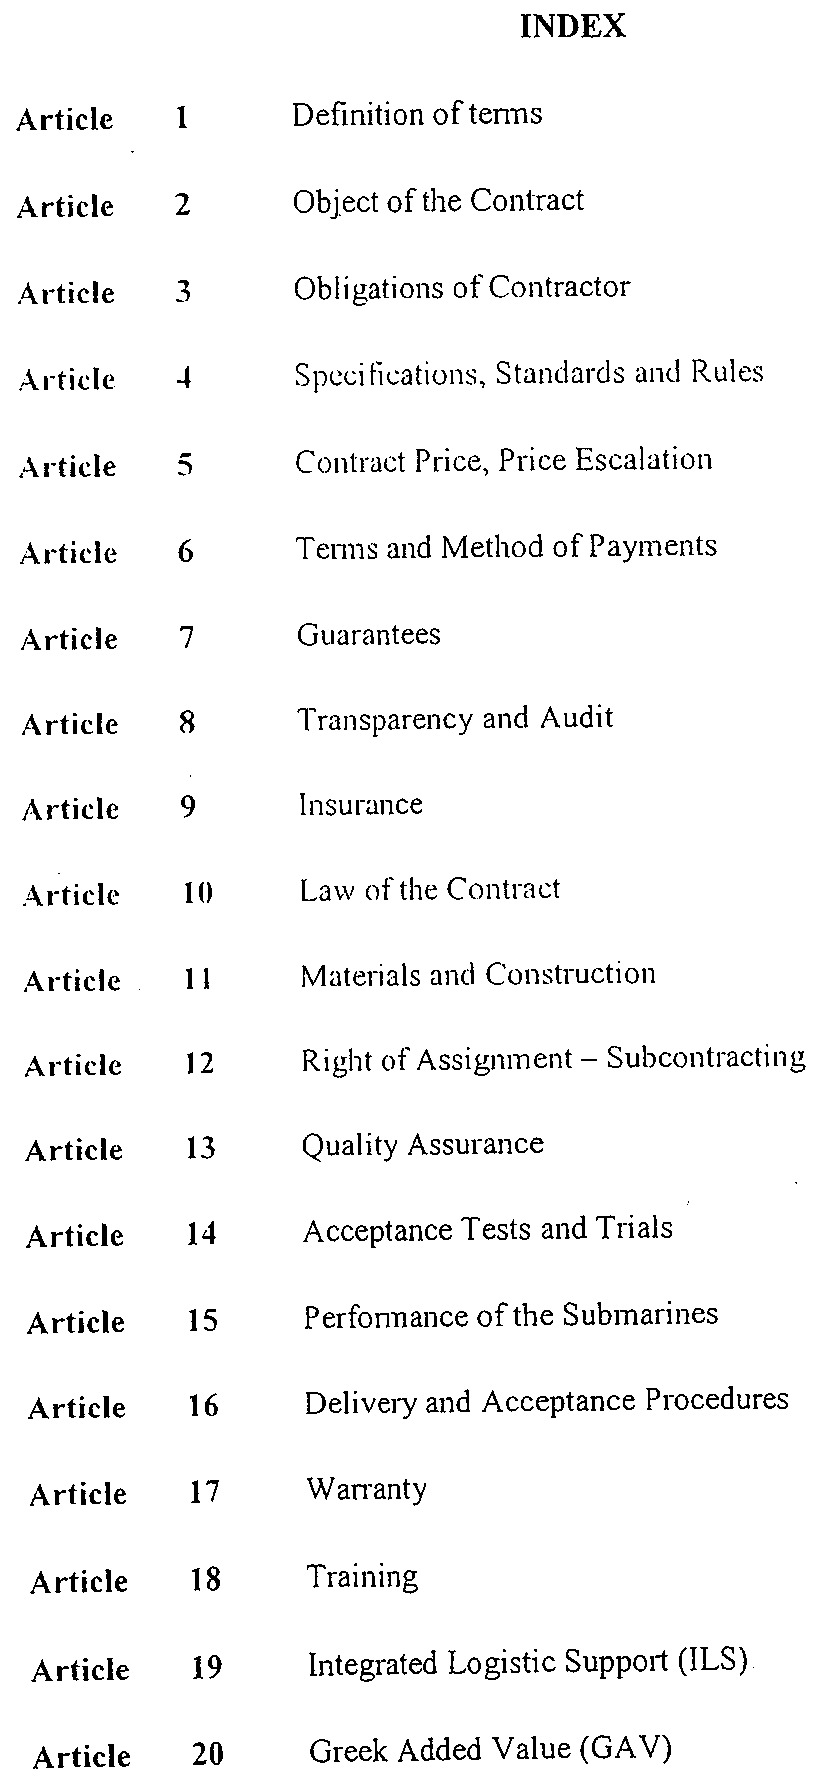 INDEX
Article 1 Definition of terms
Article 2 Object of the Contract
Article 3 Obligations of Contractor
Article 4 Specifications, Standards and Rules
Article 5 Contract Price, Price Escalation
Article 6 Terms and Method of Payments
Article 7 Guarantees
Article 8 Transparency and Audit
Article 9 Insurance
Article 10 Law of the Contract
Article 11 Materials and Construction
Article 12 Right of Assignment – Subcontracting
Article 13 Quality Assurance
Article 14 Acceptance Tests and Trials
Article 15 Performance of the Submarines
Article 16 Delivery and Acceptance Procedures
Article 17 Warranty
Article 18 Training
Article 19 Integrated Logistic Support (ILS)
Article 20 Greek Added Value (GAV)